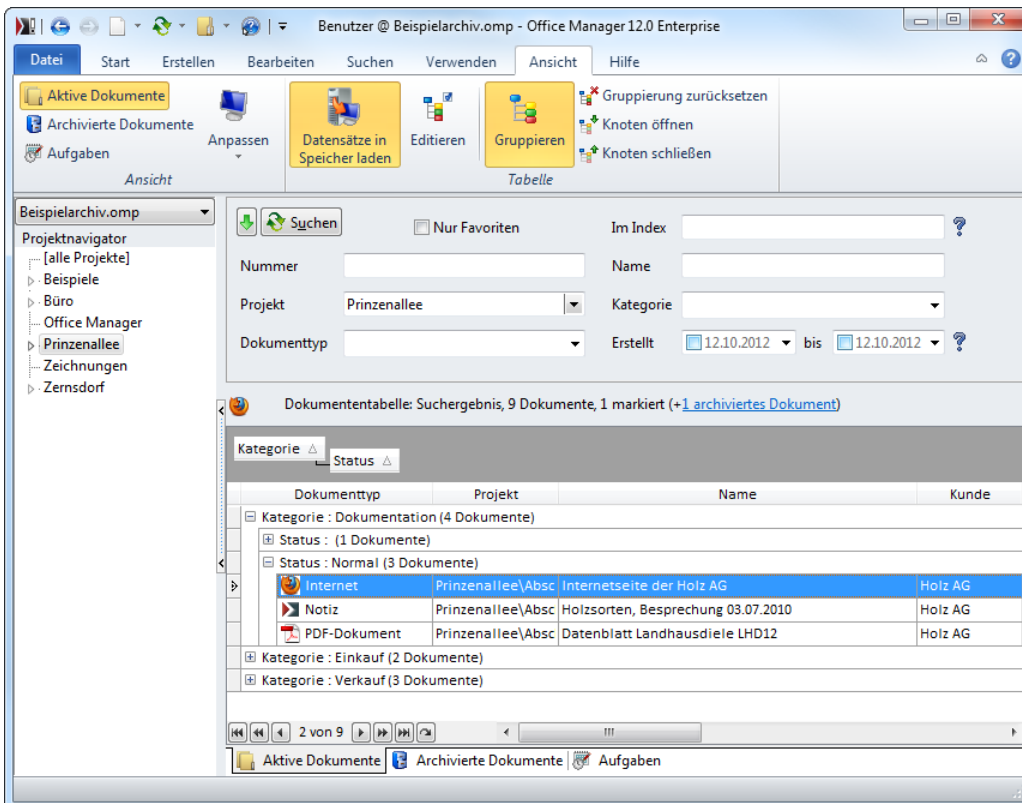 Benutzer @ Beispielarchiv.omp - Office Manager 12.0 Enterprise
Datei Start Erstellen Bearbeiten Suchen Verwenden Ansicht Hilfe
Aktive Dokumente
Archivierte Dokumente
Aufgaben
Anpassen
Ansicht
Datensätze in
Speicher laden
Editieren
Gruppieren
Gruppierung zurücksetzen
Knoten öffnen
Knoten schließen
Tabelle
Beispielarchiv.omp
Projektnavigator
[alle Projekte]
Beispiele
Büro
Office Manager
Prinzenallee
Zeichnungen
Zernsdorf
Suchen Nur Favoriten Im Index
Nummer Name
Projekt Prinzenallee Kategorie
Dokumenttyp Erstellt 12.10.2012 bis 12.10.2012
Dokumententabelle: Suchergebnis, 9 Dokumente, 1 markiert (+1 archiviertes Dokument)
Kategorie
Status
Dokumenttyp Projekt Name Kunde
Kategorie : Dokumentation (4 Dokumente)
Status : (1 Dokumente)
Status : Normal (3 Dokumente)
Internet Prinzenallee\Absc Internetseite der Holz AG Holz AG
Notiz Prinzenallee\Absc Holzsorten, Besprechung 03.07.2010 Holz AG
PDF-Dokument Prinzenallee\Absc Datenblatt Landhausdiele LHD12 Holz AG
Kategorie : Einkauf (2 Dokumente)
Kategorie : Verkauf (3 Dokumente)
2 von 9
Aktive Dokumente Archivierte Dokumente Aufgaben